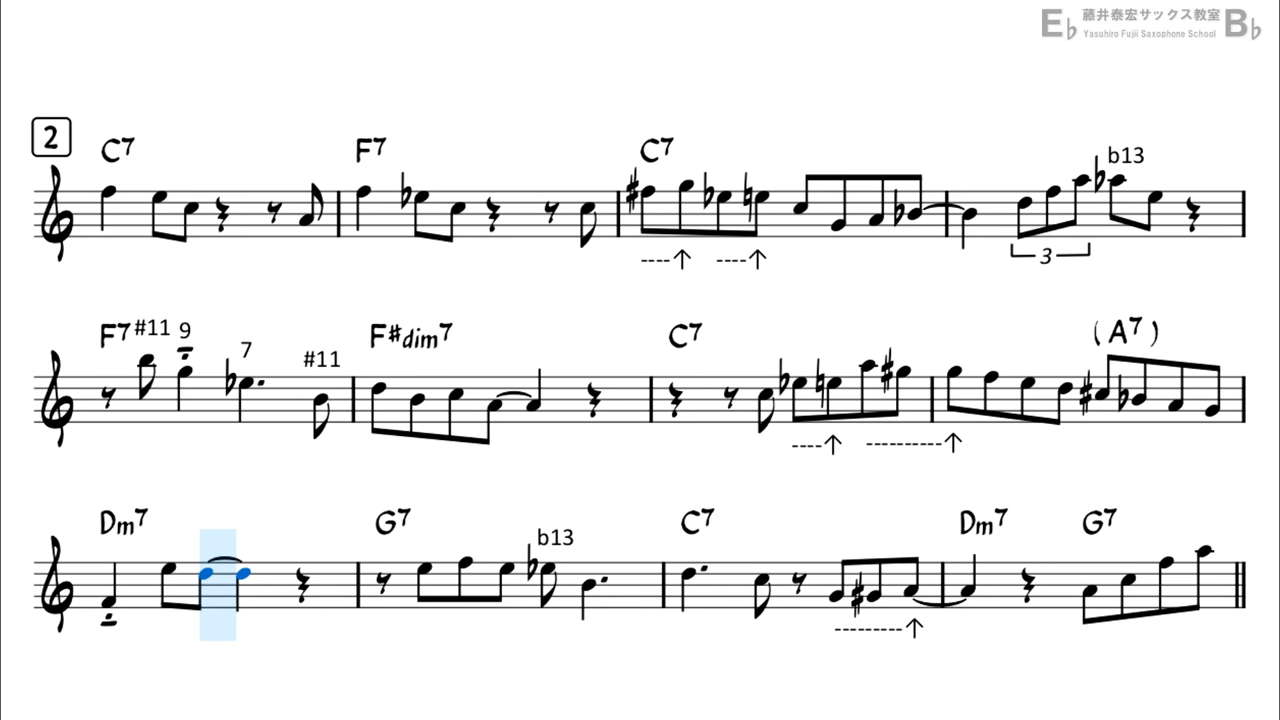 E♭ 藤井泰宏サックス教室 B♭
Yasuhiro Fujii Saxophone School
2
C7 F7 C7 b13
3
F7 #11 9 7 #11 F#dim7 C7 (A7)
Dm7 G7 b13 C7 Dm7 G7